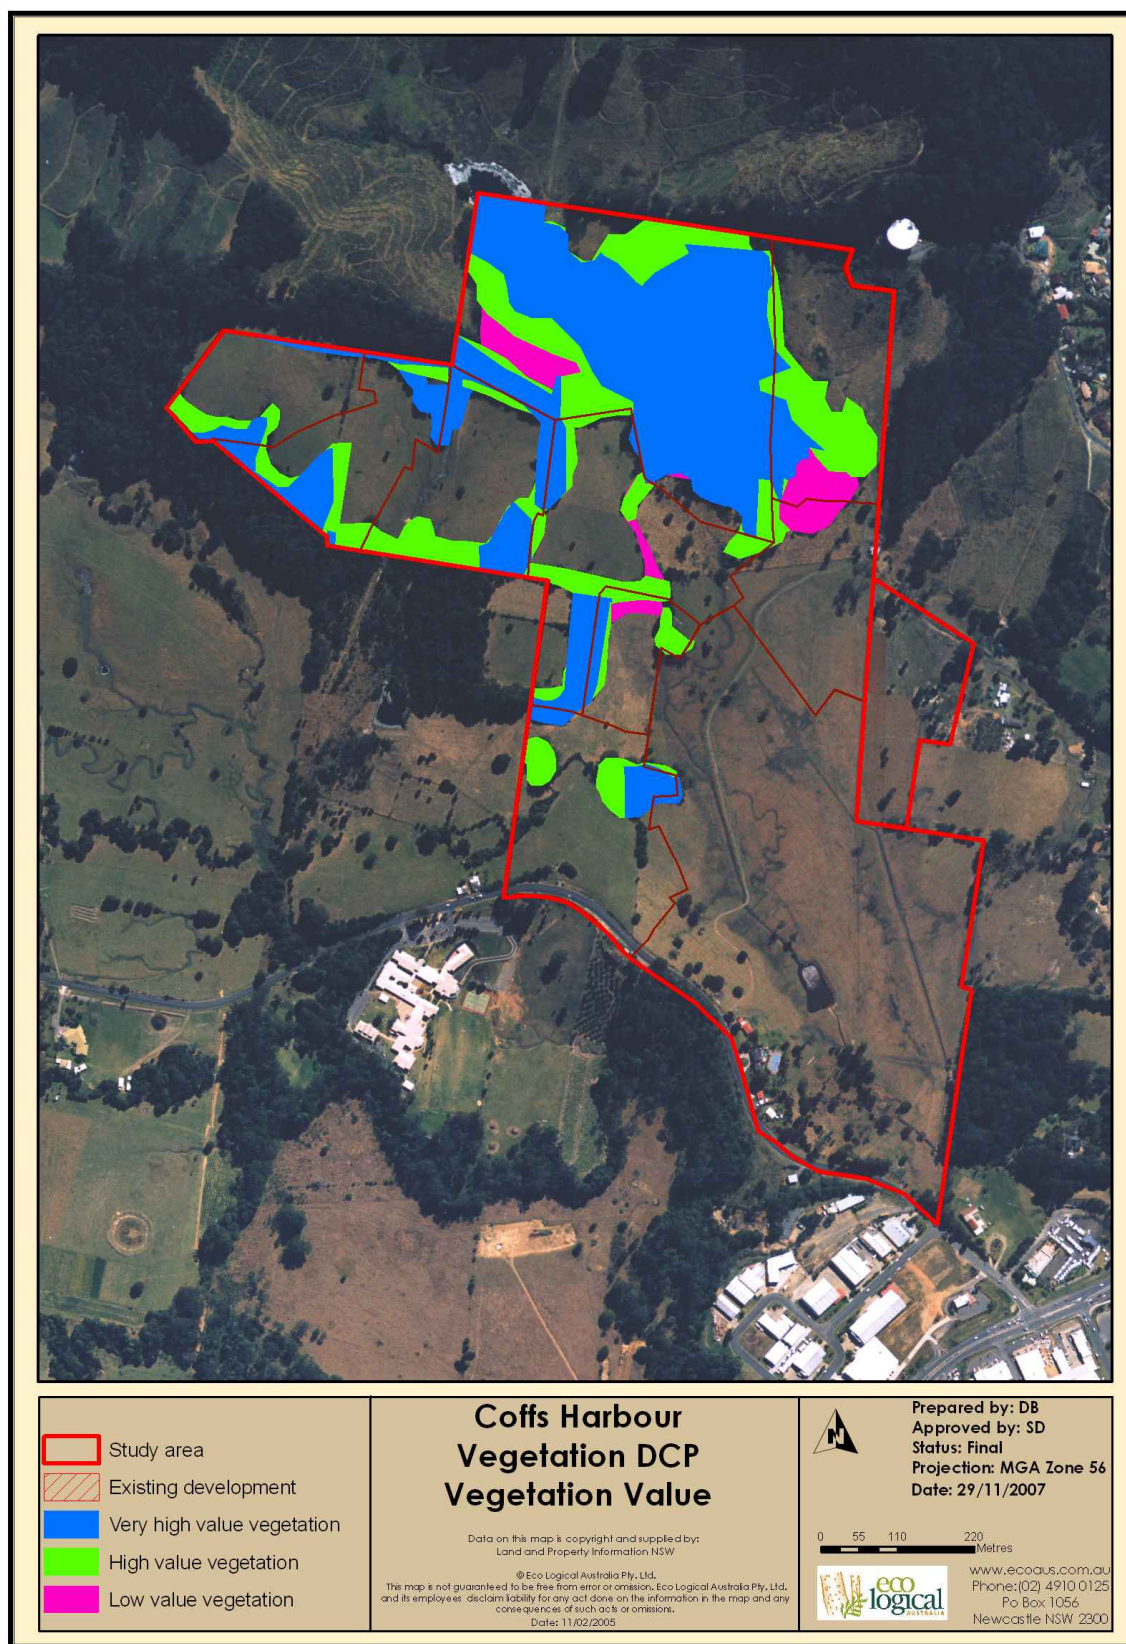 Study area
Existing development
Very high value vegetation
High value vegetation
Low value vegetation
Coffs Harbour
Vegetation DCP
Vegetation Value
Data on this map is copyright and supplied by:
Land and Property Information NSW
© Eco Logical Australia Pty. Ltd.
This map is not guaranteed to be free from error or omission. Eco Logical Australia Pty. Ltd.
and its employees disclaim liability for any act done on the information in the map and any
consequences of such acts or omissions.
Date: 11/02/2005
N
Prepared by: DB
Approved by: SD
Status: Final
Projection: MGA Zone 56
Date: 29/11/2007
0 55 110 220
Metres
eco
logical
AUSTRALIA
www.ecoaus.com.au
Phone:(02) 4910 0125
Po Box 1056
Newcastle NSW 2300